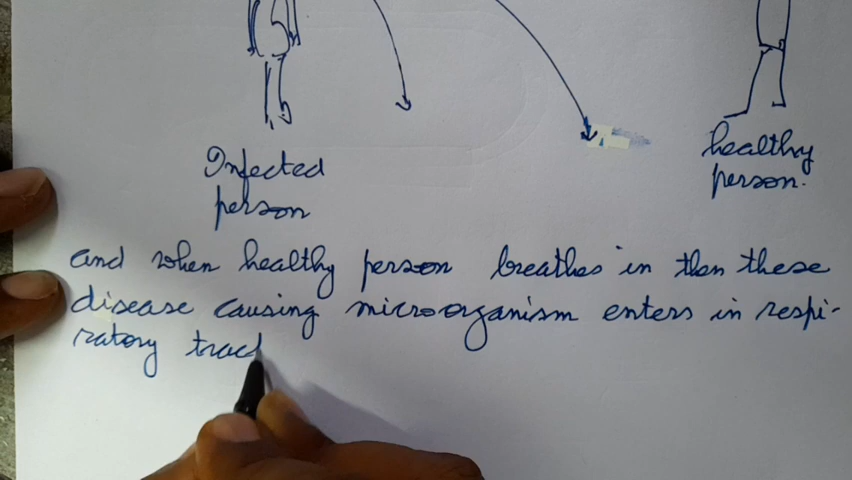 Infected
person
healthy
person.
and when healthy person breathes in then these
disease causing microorganism enters in respi-
ratory tract